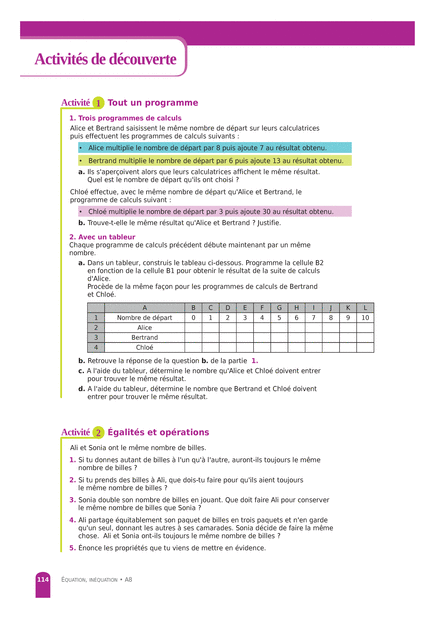 Activités de découverte
Activité 1 Tout un programme
1. Trois programmes de calculs
Alice et Bertrand saisissent le même nombre de départ sur leurs calculatrices
puis effectuent les programmes de calculs suivants :
• Alice multiplie le nombre de départ par 8 puis ajoute 7 au résultat obtenu.
• Bertrand multiplie le nombre de départ par 6 puis ajoute 13 au résultat obtenu.
a. Ils s'aperçoivent alors que leurs calculatrices affichent le même résultat.
Quel est le nombre de départ qu'ils ont choisi ?
Chloé effectue, avec le même nombre de départ qu'Alice et Bertrand, le
programme de calcul suivant :
• Chloé multiplie le nombre de départ par 3 puis ajoute 30 au résultat obtenu.
b. Trouve-t-elle le même résultat qu'Alice et Bertrand ? Justifie.
2. Avec un tableur
Chaque programme de calculs précédent débute maintenant par un même
nombre.
a. Dans un tableur, construis le tableau ci-dessous. Programme la cellule B2
en fonction de la cellule B1 pour obtenir le résultat de la suite de calculs
d'Alice.
Procède de la même façon pour les programmes de calculs de Bertrand
et Chloé.
A B C D E F G H I J K L
1 Nombre de départ 0 1 2 3 4 5 6 7 8 9 10
2 Alice
3 Bertrand
4 Chloé
b. Retrouve la réponse de la question b. de la partie 1.
c. A l'aide du tableur, détermine le nombre qu'Alice et Chloé doivent entrer
pour trouver le même résultat.
d. A l'aide du tableur, détermine le nombre que Bertrand et Chloé doivent
entrer pour trouver le même résultat.
Activité 2 Égalités et opérations
Ali et Sonia ont le même nombre de billes.
1. Si tu donnes autant de billes à l'un qu'à l'autre, auront-ils toujours le même
nombre de billes ?
2. Si tu prends des billes à Ali, que dois-tu faire pour qu'ils aient toujours
le même nombre de billes ?
3. Sonia double son nombre de billes en jouant. Que doit faire Ali pour conserver
le même nombre de billes que Sonia ?
4. Ali partage équitablement son paquet de billes en trois paquets et n'en garde
qu'un seul, donnant les autres à ses camarades. Sonia décide de faire la même
chose. Ali et Sonia ont-ils toujours le même nombre de billes ?
5. Énonce les propriétés que tu viens de mettre en évidence.
114 ÉQUATION, INÉQUATION • A8